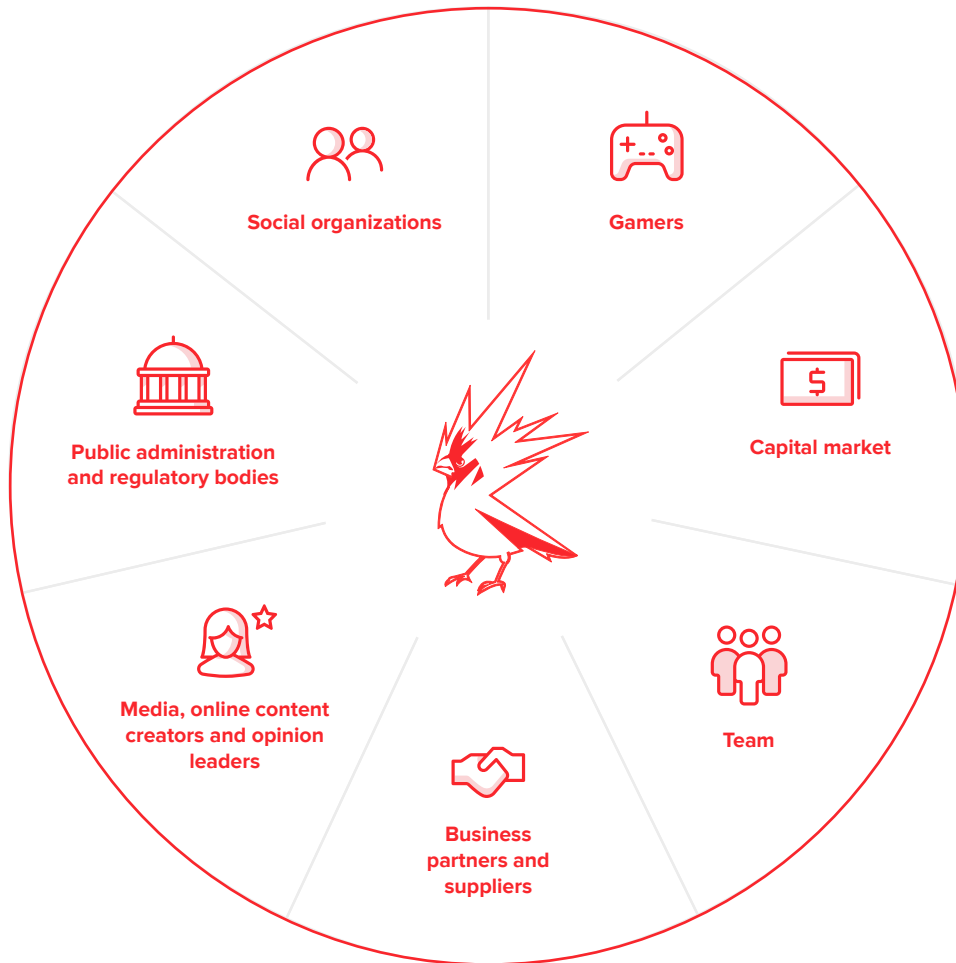 Social organizations
Gamers
Public administration
and regulatory bodies
Capital market
Media, online content
creators and opinion
leaders
Team
Business
partners and
suppliers